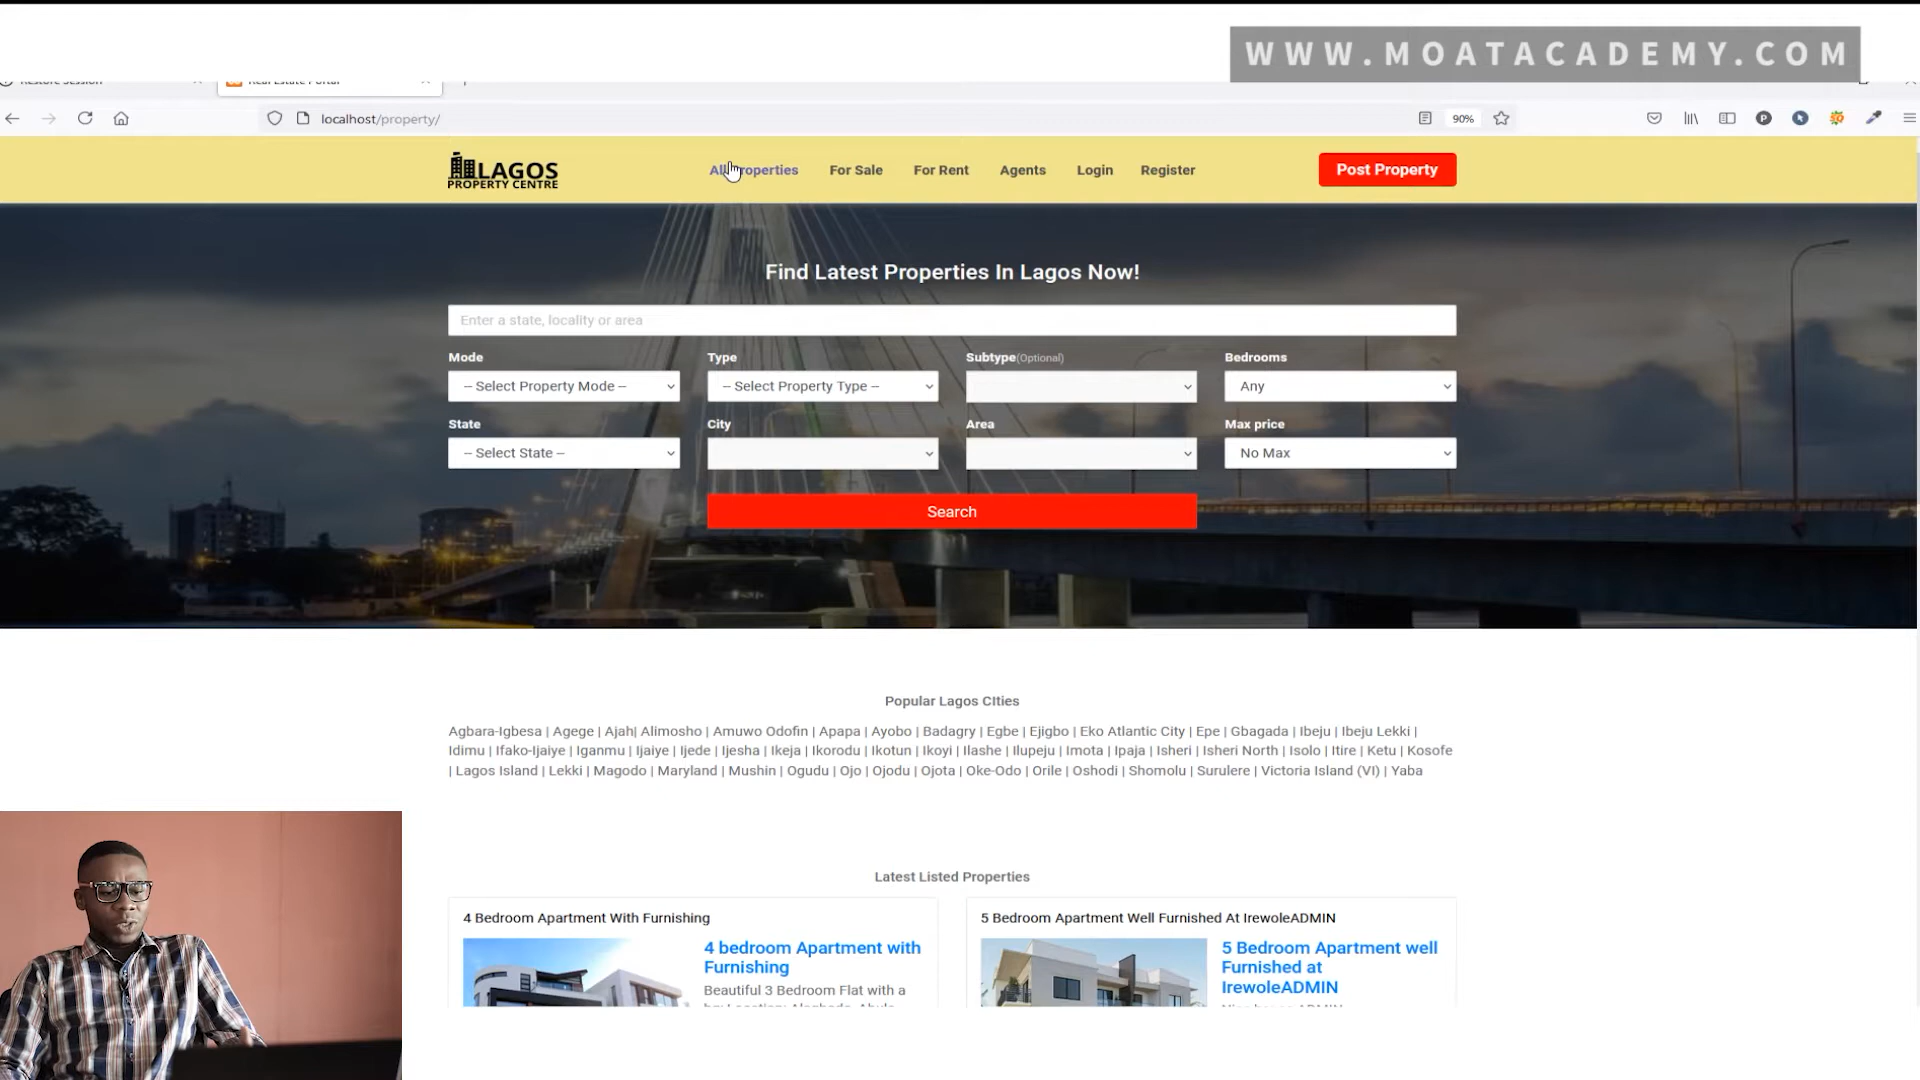 WWW.MOATACADEMY.COM
Restore Session
Real Estate Portal
localhost/property/
90%
LAGOS
PROPERTY CENTRE
All Properties
For Sale
For Rent
Agents
Login
Register
Post Property
Find Latest Properties In Lagos Now!
Enter a state, locality or area
Mode
Type
Subtype(Optional)
Bedrooms
-- Select Property Mode --
-- Select Property Type --
Any
State
City
Area
Max price
-- Select State --
No Max
Search
Popular Lagos CIties
Agbara-Igbesa | Agege | Ajah| Alimosho | Amuwo Odofin | Apapa | Ayobo | Badagry | Egbe | Ejigbo | Eko Atlantic City | Epe | Gbagada | Ibeju | Ibeju Lekki |
Idimu | Ifako-Ijaiye | Iganmu | Ijaiye | Ijede | Ijesha | Ikeja | Ikorodu | Ikotun | Ikoyi | Ilashe | Ilupeju | Imota | Ipaja | Isheri | Isheri North | Isolo | Itire | Ketu | Kosofe
| Lagos Island | Lekki | Magodo | Maryland | Mushin | Ogudu | Ojo | Ojodu | Ojota | Oke-Odo | Orile | Oshodi | Shomolu | Surulere | Victoria Island (VI) | Yaba
Latest Listed Properties
4 Bedroom Apartment With Furnishing
4 bedroom Apartment with
Furnishing
Beautiful 3 Bedroom Flat with a
5 Bedroom Apartment Well Furnished At IrewoleADMIN
5 Bedroom Apartment well
Furnished at
IrewoleADMIN